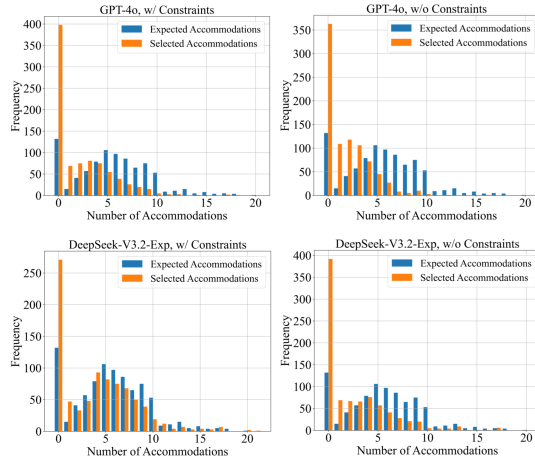 GPT-4o, w/ Constraints
400
350
300
250
200
150
100
50
0
Frequency
Expected Accommodations
Selected Accommodations
0 5 10 15 20
Number of Accommodations
GPT-4o, w/o Constraints
350
300
250
200
150
100
50
0
Frequency
Expected Accommodations
Selected Accommodations
0 5 10 15 20
Number of Accommodations
DeepSeek-V3.2-Exp, w/ Constraints
250
200
150
100
50
0
Frequency
Expected Accommodations
Selected Accommodations
0 5 10 15 20
Number of Accommodations
DeepSeek-V3.2-Exp, w/o Constraints
400
350
300
250
200
150
100
50
0
Frequency
Expected Accommodations
Selected Accommodations
0 5 10 15 20
Number of Accommodations